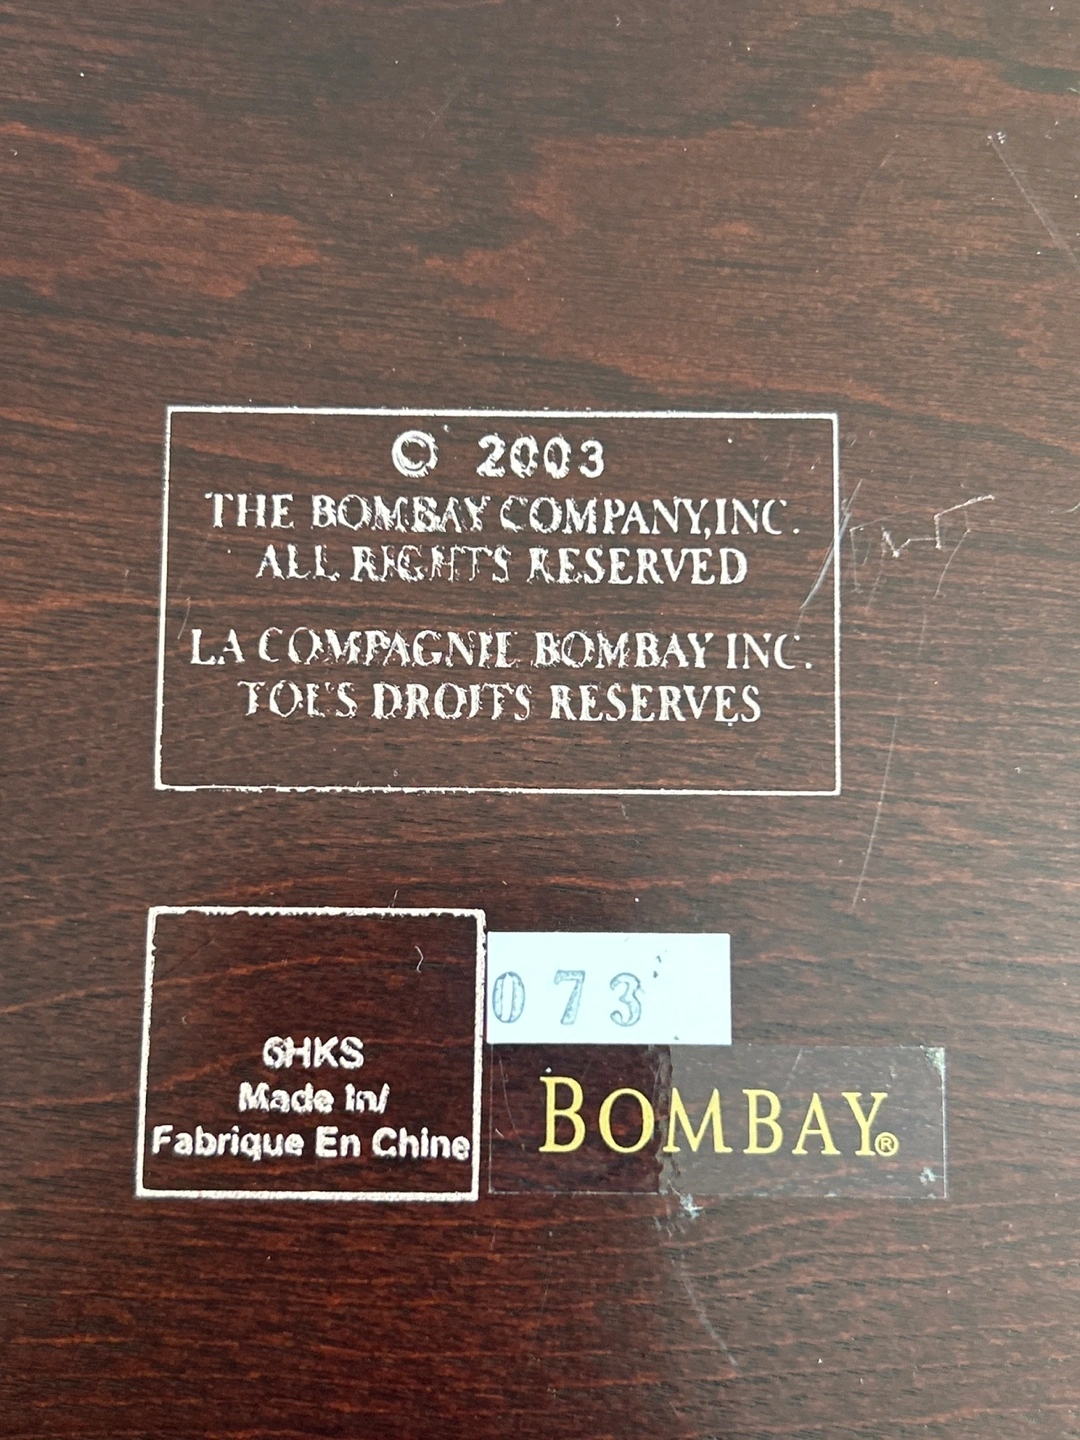 © 2003
THE BOMBAY COMPANY,INC.
ALL RIGHTS RESERVED
LA COMPAGNIE BOMBAY INC.
TOUS DROITS RESERVES
073
6HKS
Made In/
Fabrique En Chine
BOMBAY®